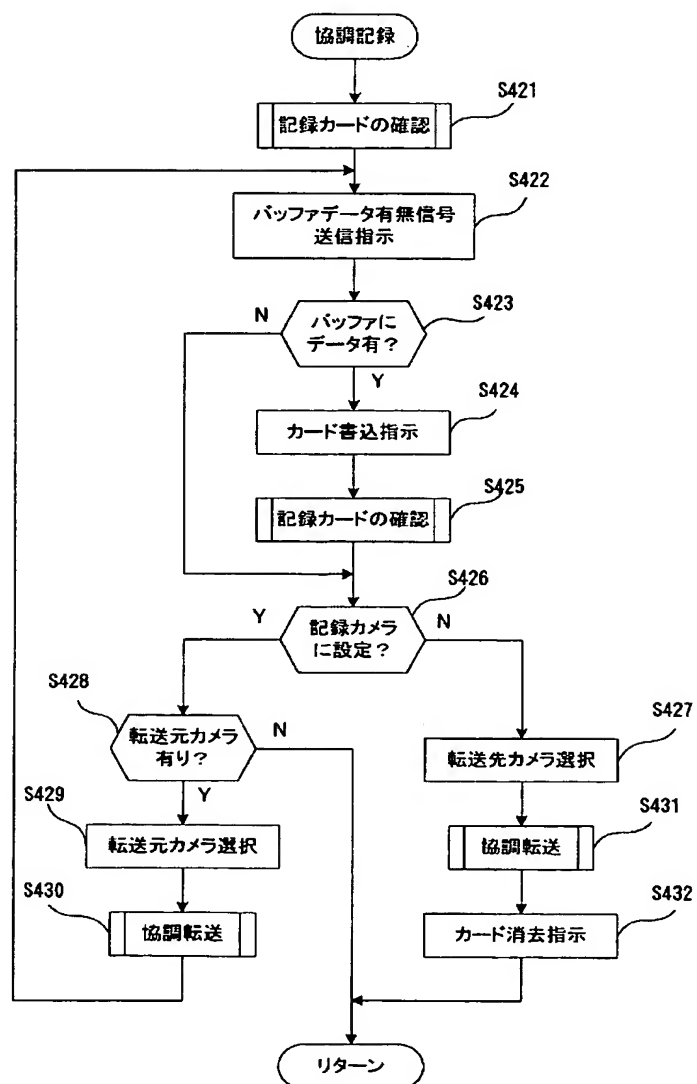 協調記録
S421
記録カードの確認
S422
バッファデータ有無信号
送信指示
S423
N
バッファに
データ有?
Y
S424
カード書込指示
S425
記録カードの確認
S426
Y
記録カメラ
に設定?
N
S428
転送元カメラ
有り?
N
S427
転送先カメラ選択
Y
S429
転送元カメラ選択
S431
協調転送
S430
協調転送
S432
カード消去指示
リターン